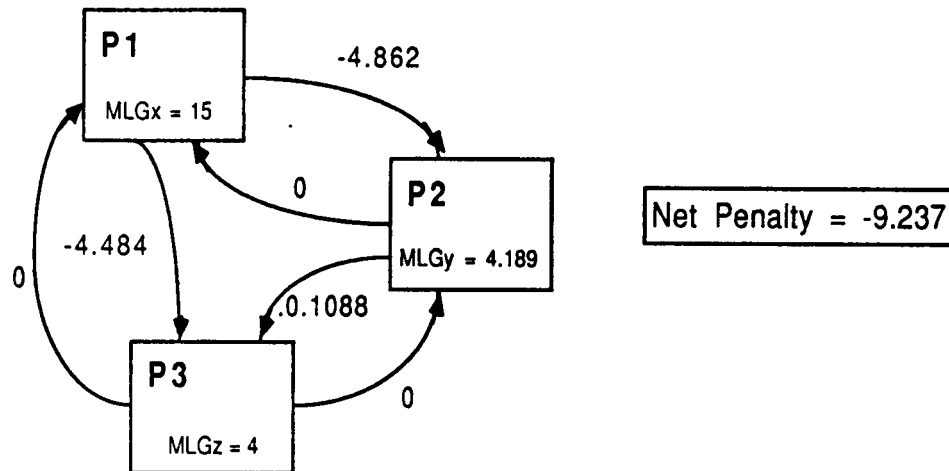 P1
-4.862
MLGx = 15
0
P2
Net Penalty = -9.237
MLGy = 4.189
-4.484
0
.0.1088
P3
0
MLGz = 4